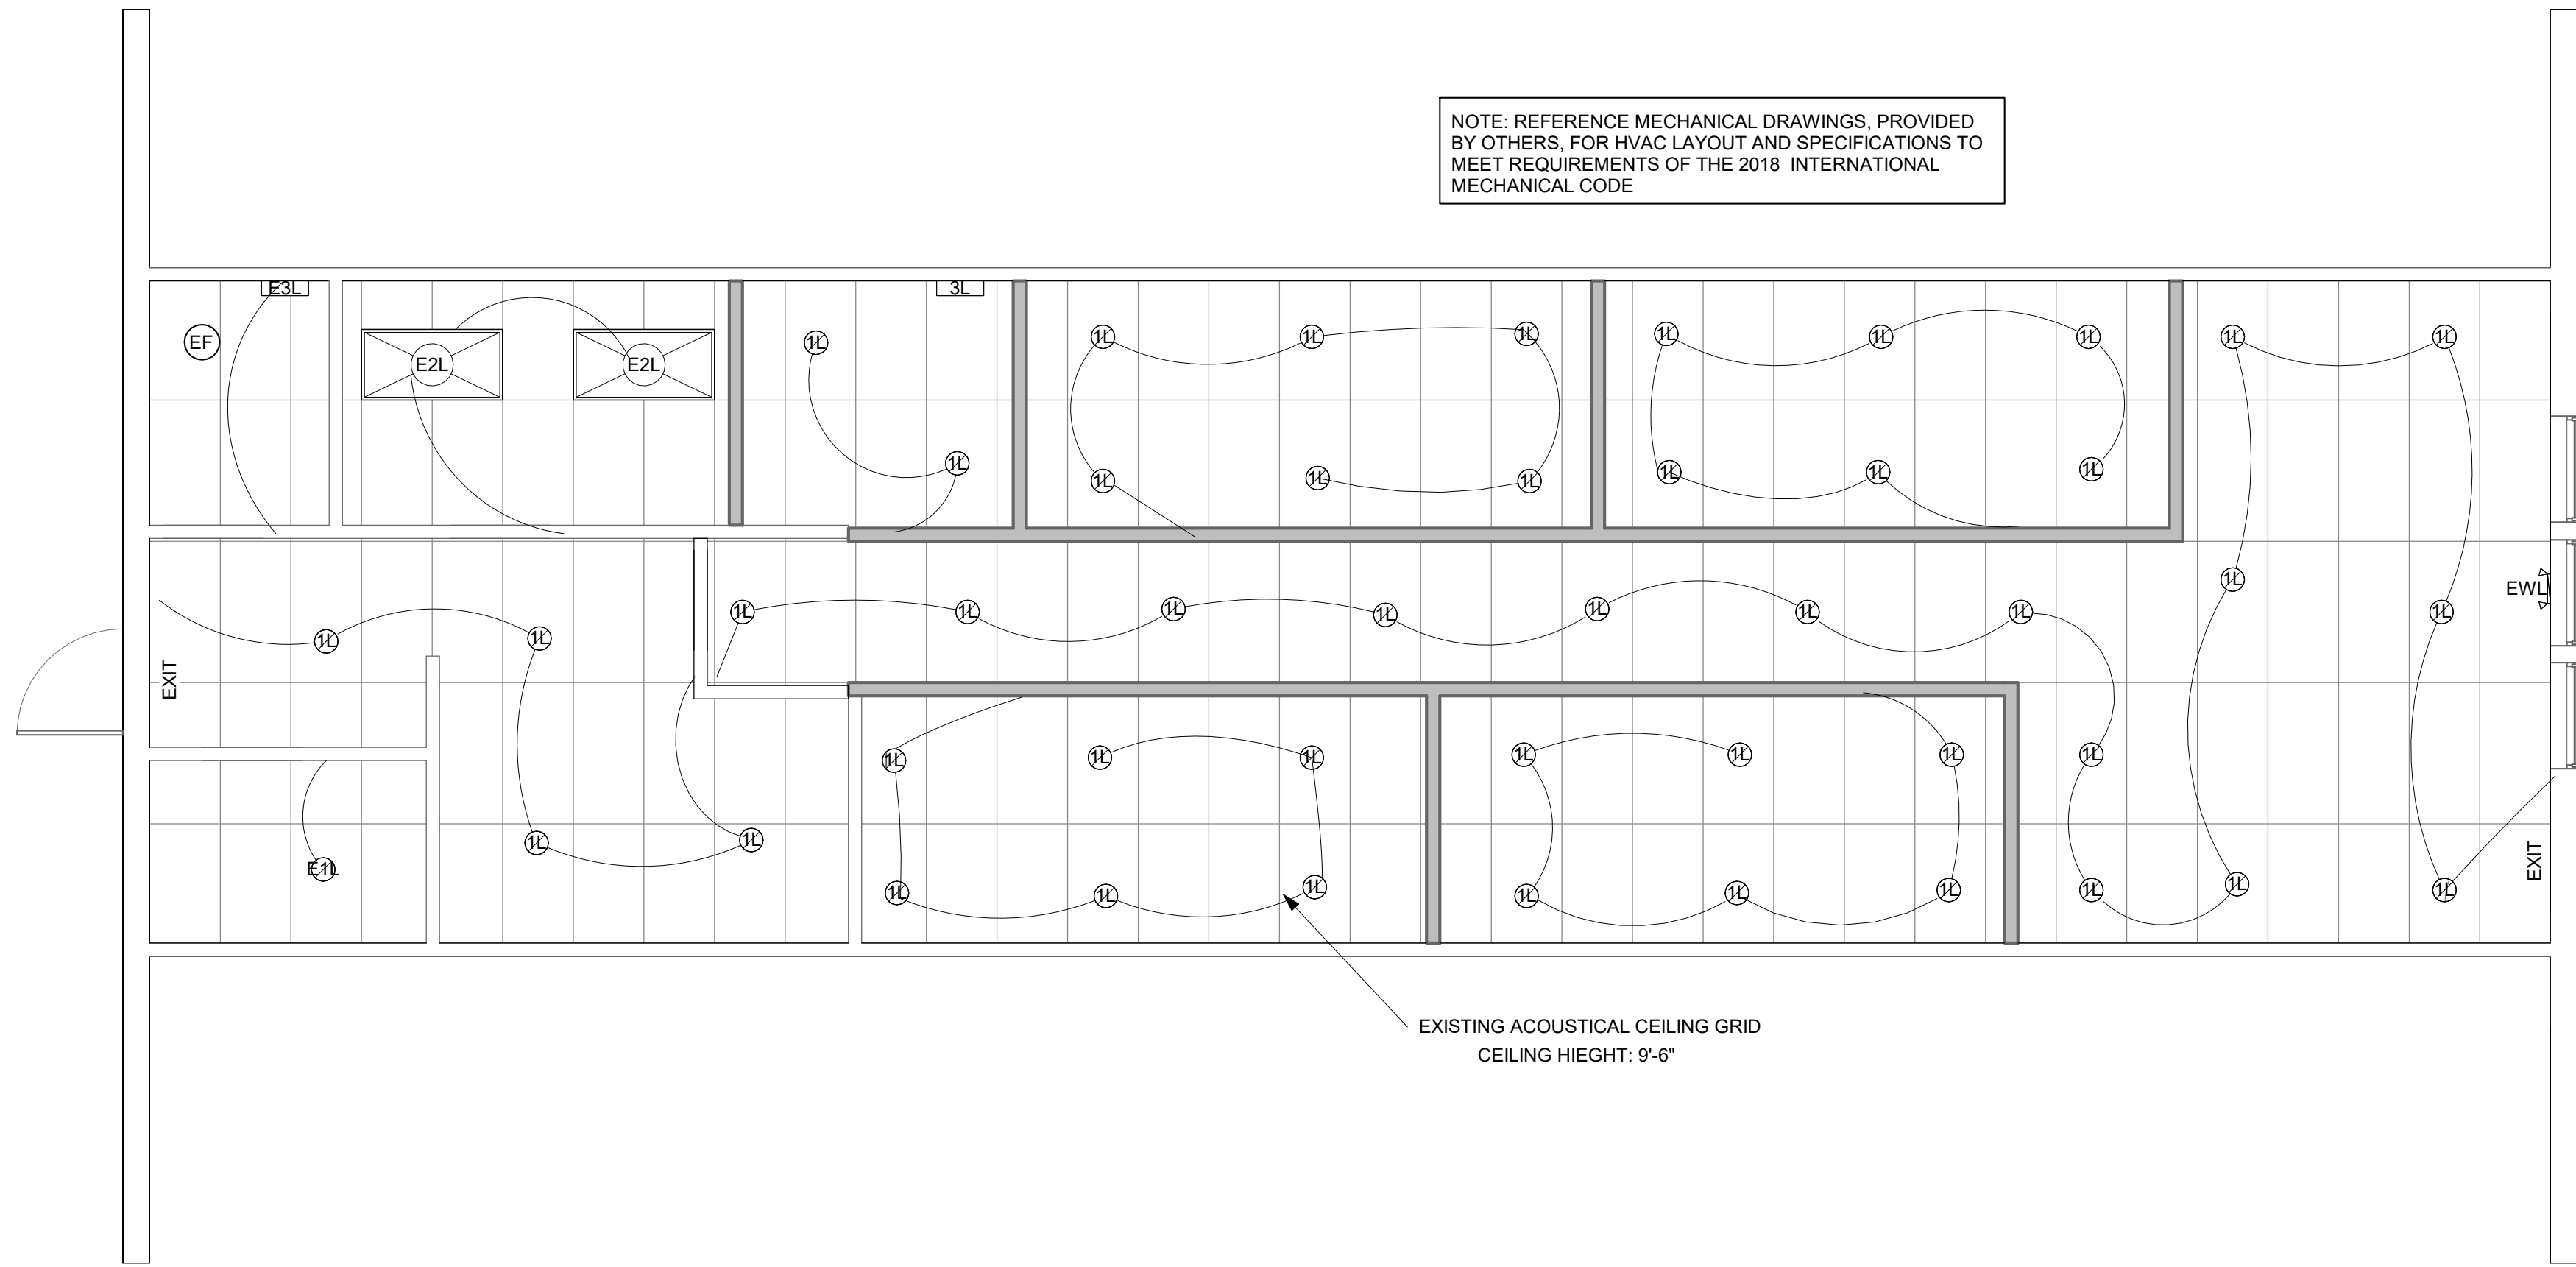 NOTE: REFERENCE MECHANICAL DRAWINGS, PROVIDED
BY OTHERS, FOR HVAC LAYOUT AND SPECIFICATIONS TO
MEET REQUIREMENTS OF THE 2018 INTERNATIONAL
MECHANICAL CODE
E3L
3L
EF
1L
1L
1L
1L
1L
1L
1L
1L
1L
E2L
E2L
1L
1L
1L
1L
1L
1L
1L
1L
1L
EWL
1L
1L
1L
1L
1L
1L
1L
1L
1L
1L
1L
EXIT
1L
1L
1L
1L
1L
1L
1L
1L
1L
1L
E1L
EXIT
1L
1L
1L
1L
1L
1L
1L
1L
1L
EXISTING ACOUSTICAL CEILING GRID
CEILING HIEGHT: 9'-6"